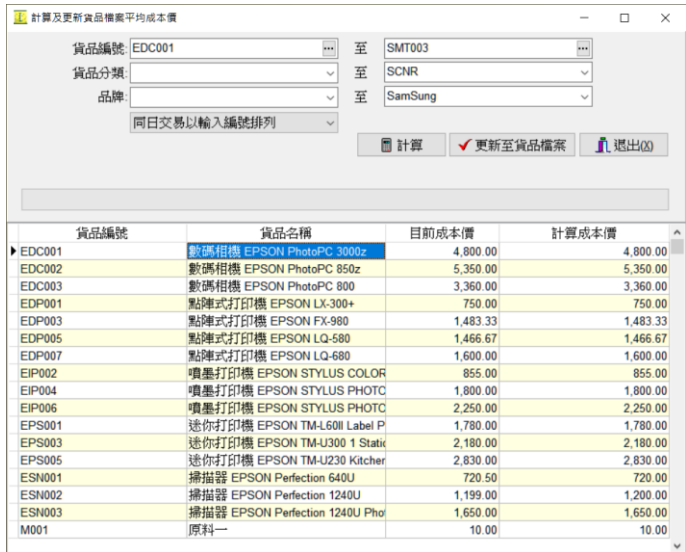 計算及更新貨品檔案平均成本價
貨品編號: EDC001 ... 至 SMT003 ...
貨品分類: 至 SCNR
品牌: 至 SamSung
同日交易以輸入編號排列
計算 更新至貨品檔案 退出(X)
貨品編號 貨品名稱 目前成本價 計算成本價
EDC001 數碼相機 EPSON PhotoPC 3000z 4,800.00 4,800.00
EDC002 數碼相機 EPSON PhotoPC 850z 5,350.00 5,350.00
EDC003 數碼相機 EPSON PhotoPC 800 3,360.00 3,360.00
EDP001 點陣式打印機 EPSON LX-300+ 750.00 750.00
EDP003 點陣式打印機 EPSON FX-980 1,483.33 1,483.33
EDP005 點陣式打印機 EPSON LQ-580 1,466.67 1,466.67
EDP007 點陣式打印機 EPSON LQ-680 1,600.00 1,600.00
EIP002 噴墨打印機 EPSON STYLUS COLOR 855.00 855.00
EIP004 噴墨打印機 EPSON STYLUS PHOTO 1,800.00 1,800.00
EIP006 噴墨打印機 EPSON STYLUS PHOTO 2,250.00 2,250.00
EPS001 迷你打印機 EPSON TM-L60II Label P 1,780.00 1,780.00
EPS003 迷你打印機 EPSON TM-U300 1 Static 2,180.00 2,180.00
EPS005 迷你打印機 EPSON TM-U230 Kitcher 2,830.00 2,830.00
ESN001 掃描器 EPSON Perfection 640U 720.50 720.00
ESN002 掃描器 EPSON Perfection 1240U 1,199.00 1,200.00
ESN003 掃描器 EPSON Perfection 1240U Pho 1,650.00 1,650.00
M001 原料一 10.00 10.00